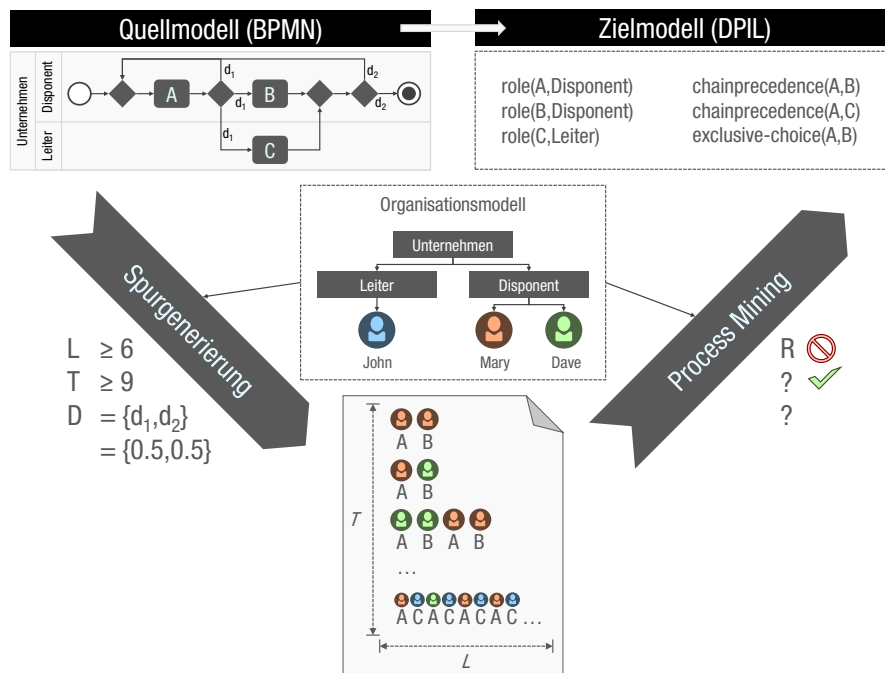 Quellmodell (BPMN)
Zielmodell (DPIL)
Unternehmen
Disponent
Leiter
d1
d2
A
d1
B
d2
d1
C
role(A,Disponent) chainprecedence(A,B)
role(B,Disponent) chainprecedence(A,C)
role(C,Leiter) exclusive-choice(A,B)
Organisationsmodell
Unternehmen
Leiter Disponent
John Mary Dave
Spurgenerierung
Process Mining
L ≥ 6
T ≥ 9
D = {d1,d2}
= {0.5,0.5}
R
?
?
T
A B
A B
A B A B
...
A C A C A C A C ...
L